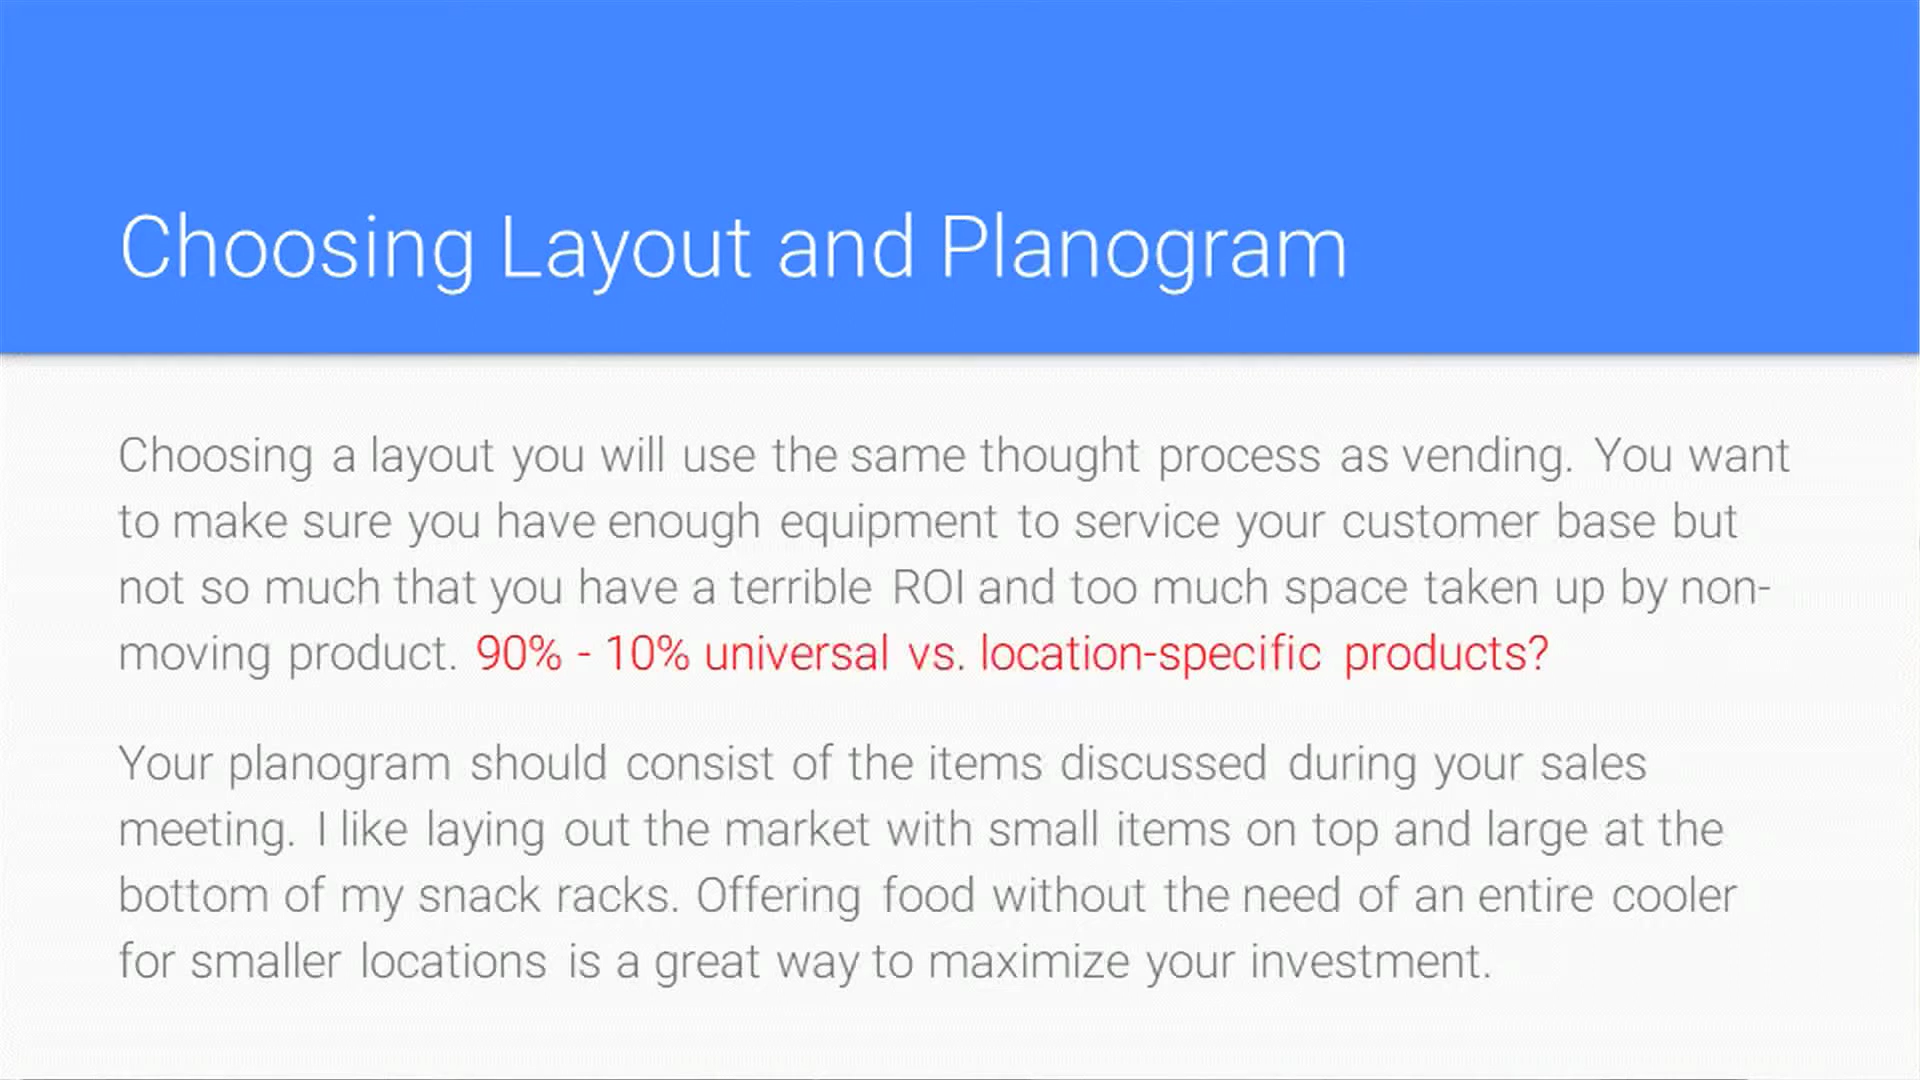 Choosing Layout and Planogram
Choosing a layout you will use the same thought process as vending. You want
to make sure you have enough equipment to service your customer base but
not so much that you have a terrible ROI and too much space taken up by non-
moving product. 90% - 10% universal vs. location-specific products?
Your planogram should consist of the items discussed during your sales
meeting. I like laying out the market with small items on top and large at the
bottom of my snack racks. Offering food without the need of an entire cooler
for smaller locations is a great way to maximize your investment.